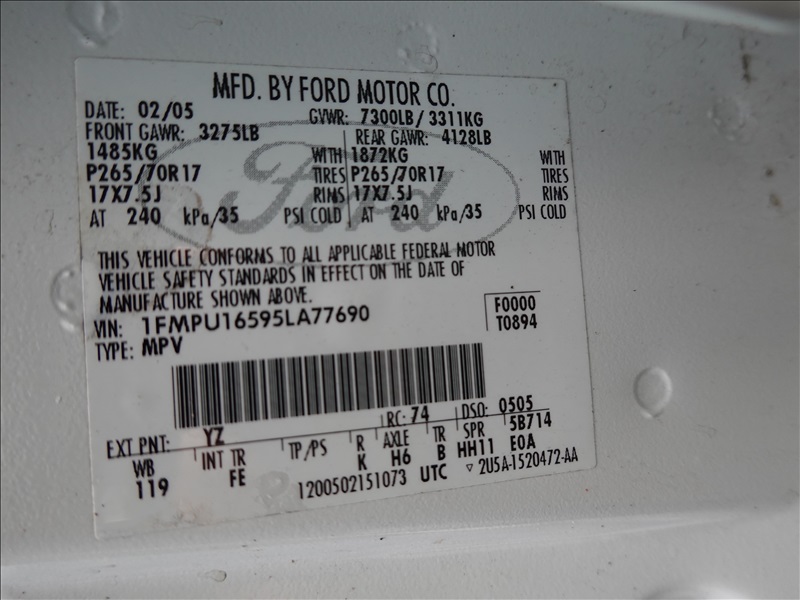 MFD. BY FORD MOTOR CO.
DATE: 02/05 GVWR: 7300LB/ 3311KG
FRONT GAWR: 3275LB REAR GAWR: 4128LB
1485KG WITH 1872KG WITH
P265/70R17 TIRES P265/70R17 TIRES
17X7.5J RIMS 17X7.5J RIMS
AT 240 kPa/35 PSI COLD AT 240 kPa/35 PSI COLD
Ford
THIS VEHICLE CONFORMS TO ALL APPLICABLE FEDERAL MOTOR
VEHICLE SAFETY STANDARDS IN EFFECT ON THE DATE OF
MANUFACTURE SHOWN ABOVE.
VIN: 1FMPU16595LA77690 F0000
TYPE: MPV T0894
EXT PNT: YZ RC: 74 DSO: 0505
WB INT TR TP/PS R AXLE TR SPR 5B714
119 FE K H6 B HH11 E0A
1200502151073 UTC ▽ 2U5A-1520472-AA